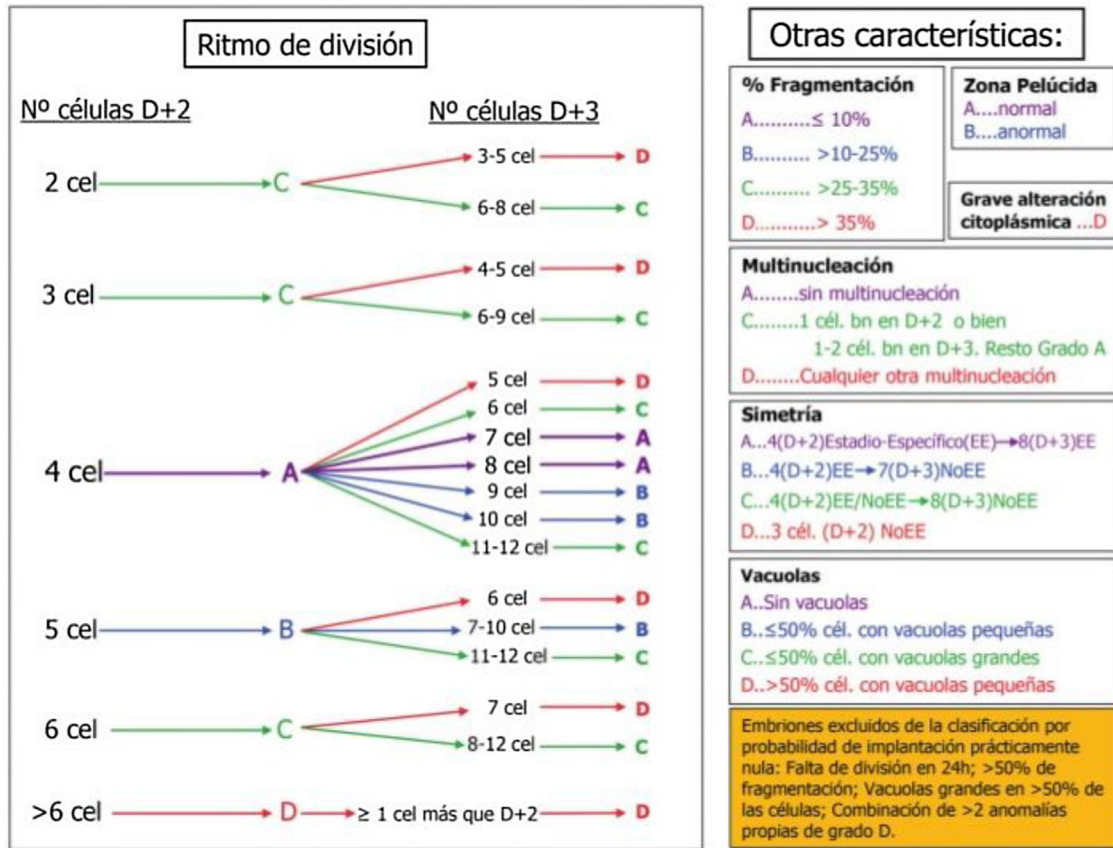 Ritmo de división
Nº células D+2
Nº células D+3
2 cel
C
3-5 cel
D
6-8 cel
C
3 cel
C
4-5 cel
D
6-9 cel
C
4 cel
A
5 cel
D
6 cel
C
7 cel
A
8 cel
A
9 cel
B
10 cel
B
11-12 cel
C
5 cel
B
6 cel
D
7-10 cel
B
11-12 cel
C
6 cel
C
7 cel
D
8-12 cel
C
>6 cel
D
≥ 1 cel más que D+2
D
Otras características:
% Fragmentación
A..........≤ 10%
B.......... >10-25%
C.......... >25-35%
D...........> 35%
Zona Pelúcida
A....normal
B....anormal
Grave alteración
citoplásmica ...D
Multinucleación
A........sin multinucleación
C........1 cél. bn en D+2 o bien
1-2 cél. bn en D+3. Resto Grado A
D........Cualquier otra multinucleación
Simetría
A...4(D+2)Estadio-Específico(EE)→8(D+3)EE
B...4(D+2)EE→7(D+3)NoEE
C...4(D+2)EE/NoEE→8(D+3)NoEE
D...3 cél. (D+2) NoEE
Vacuolas
A..Sin vacuolas
B..≤50% cél. con vacuolas pequeñas
C..≤50% cél. con vacuolas grandes
D..>50% cél. con vacuolas pequeñas
Embriones excluidos de la clasificación por
probabilidad de implantación prácticamente
nula: Falta de división en 24h; >50% de
fragmentación; Vacuolas grandes en >50% de
las células; Combinación de >2 anomalías
propias de grado D.